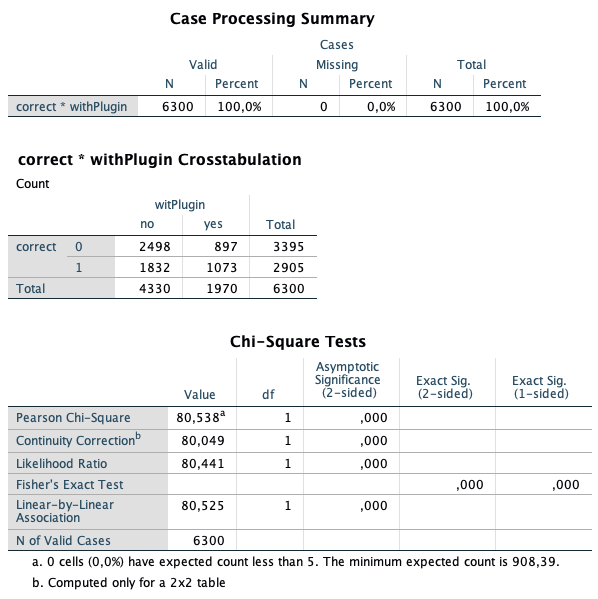 Case Processing Summary
Cases
Valid Missing Total
N Percent N Percent N Percent
correct * withPlugin 6300 100,0% 0 0,0% 6300 100,0%
correct * withPlugin Crosstabulation
Count
witPlugin
no yes Total
correct 0 2498 897 3395
1 1832 1073 2905
Total 4330 1970 6300
Chi-Square Tests
Value df Asymptotic Significance (2-sided) Exact Sig. (2-sided) Exact Sig. (1-sided)
Pearson Chi-Square 80,538a 1 ,000
Continuity Correctionb 80,049 1 ,000
Likelihood Ratio 80,441 1 ,000
Fisher's Exact Test ,000 ,000
Linear-by-Linear Association 80,525 1 ,000
N of Valid Cases 6300
a. 0 cells (0,0%) have expected count less than 5. The minimum expected count is 908,39.
b. Computed only for a 2x2 table